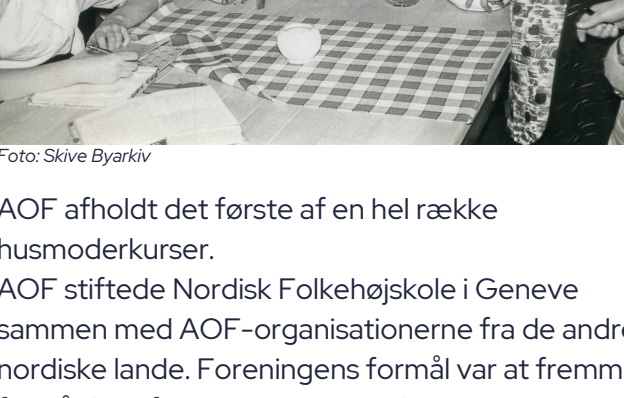 Foto: Skive Byarkiv
AOF afholdt det første af en hel række
husmoderkurser.
AOF stiftede Nordisk Folkehøjskole i Geneve
sammen med AOF-organisationerne fra de andre
nordiske lande. Foreningens formål var at fremm